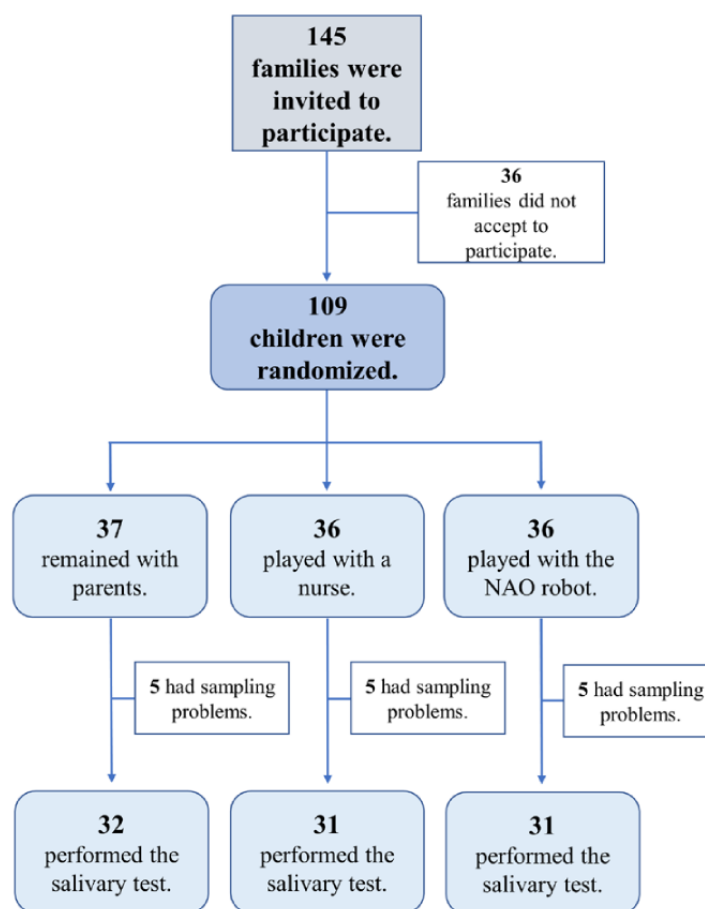 145
families were
invited to
participate.
36
families did not
accept to
participate.
109
children were
randomized.
37
remained with
parents.
36
played with a
nurse.
36
played with the
NAO robot.
5 had sampling
problems.
5 had sampling
problems.
5 had sampling
problems.
32
performed the
salivary test.
31
performed the
salivary test.
31
performed the
salivary test.